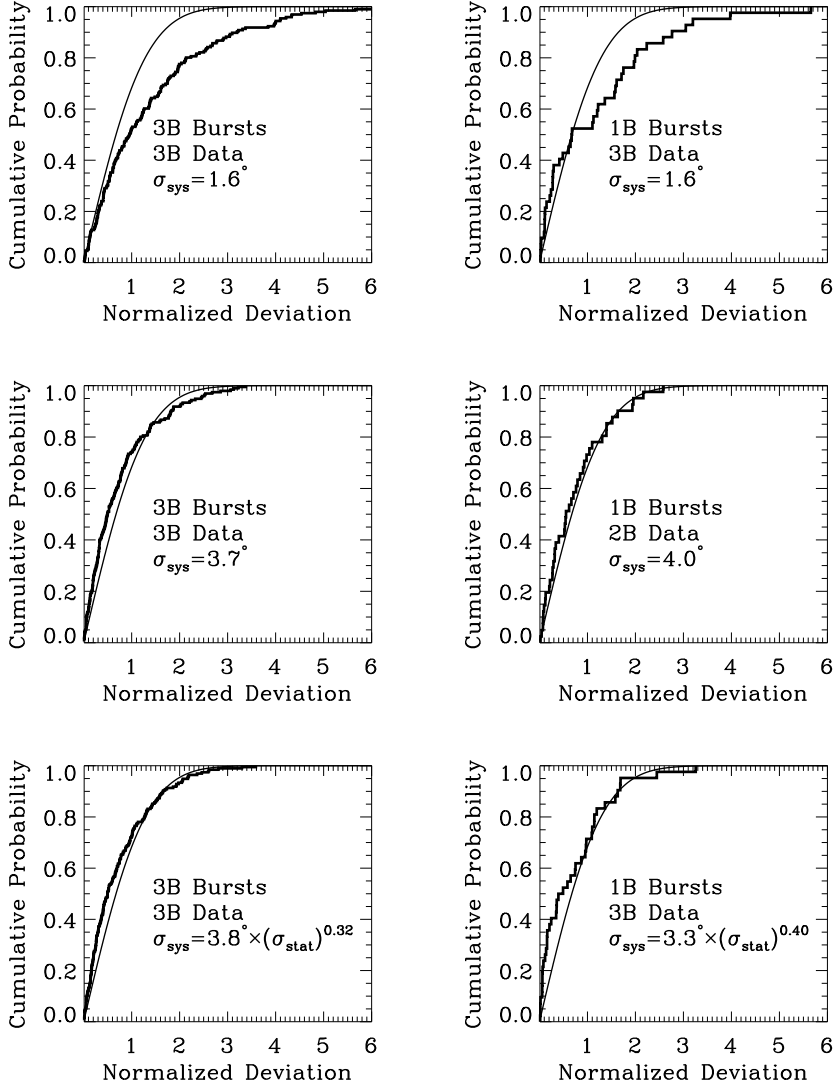 Cumulative Probability
1.0
0.8
0.6
0.4
0.2
0.0
3B Bursts
3B Data
σsys=1.6°
1 2 3 4 5 6
Normalized Deviation
Cumulative Probability
1.0
0.8
0.6
0.4
0.2
0.0
1B Bursts
3B Data
σsys=1.6°
1 2 3 4 5 6
Normalized Deviation
Cumulative Probability
1.0
0.8
0.6
0.4
0.2
0.0
3B Bursts
3B Data
σsys=3.7°
1 2 3 4 5 6
Normalized Deviation
Cumulative Probability
1.0
0.8
0.6
0.4
0.2
0.0
1B Bursts
2B Data
σsys=4.0°
1 2 3 4 5 6
Normalized Deviation
Cumulative Probability
1.0
0.8
0.6
0.4
0.2
0.0
3B Bursts
3B Data
σsys=3.8°×(σstat)0.32
1 2 3 4 5 6
Normalized Deviation
Cumulative Probability
1.0
0.8
0.6
0.4
0.2
0.0
1B Bursts
3B Data
σsys=3.3°×(σstat)0.40
1 2 3 4 5 6
Normalized Deviation